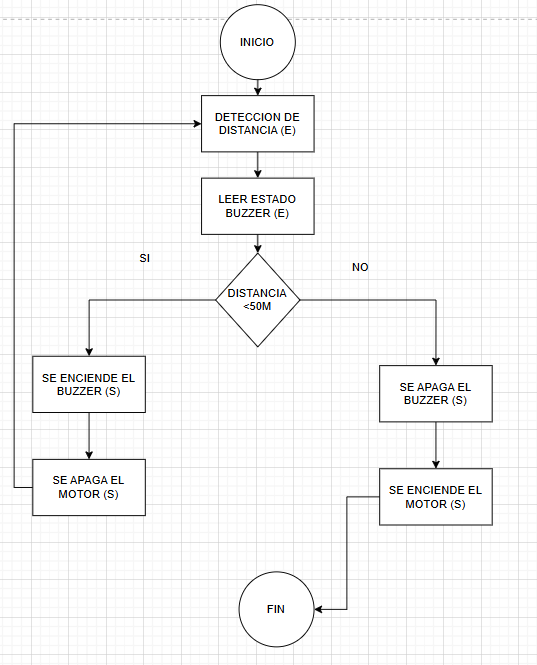 INICIO
DETECCION DE
DISTANCIA (E)
LEER ESTADO
BUZZER (E)
SI
NO
DISTANCIA
<50M
SE ENCIENDE EL
BUZZER (S)
SE APAGA EL
BUZZER (S)
SE APAGA EL
MOTOR (S)
SE ENCIENDE EL
MOTOR (S)
FIN